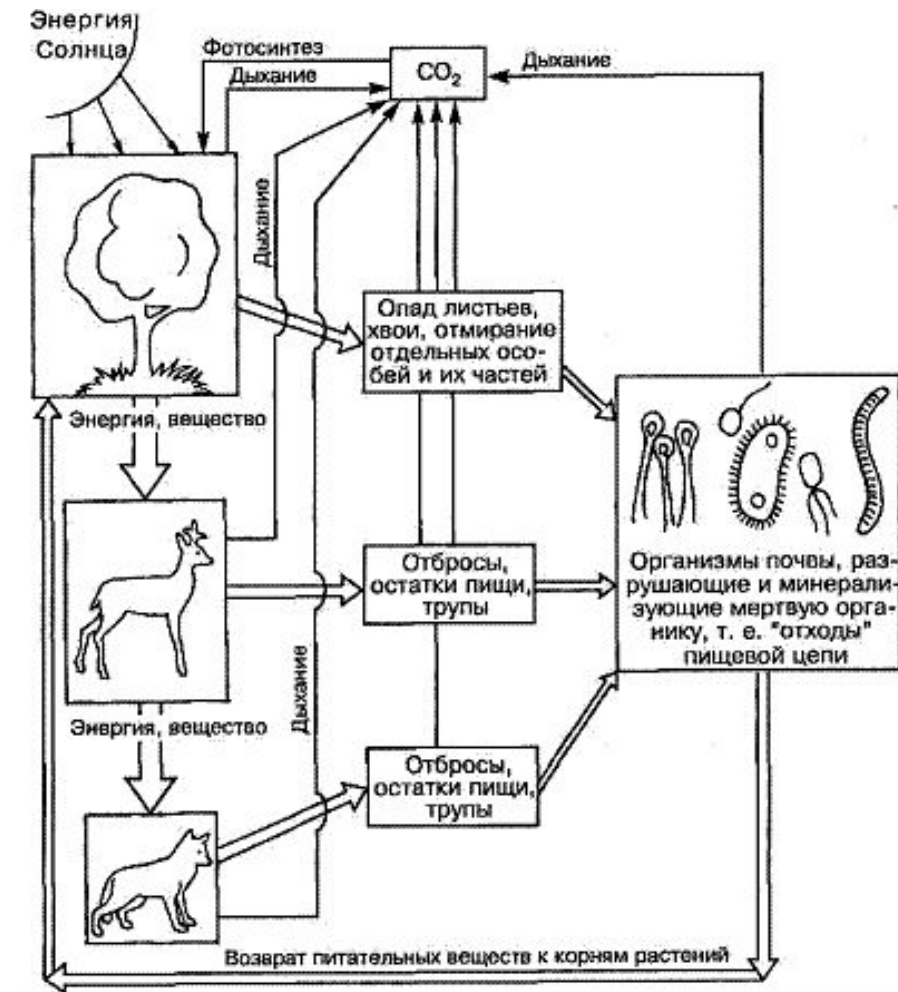 Энергия
Солнца
Фотосинтез
Дыхание
CO₂
Дыхание
Дыхание
Опад листьев,
хвои, отмирание
отдельных осо-
бей и их частей
Энергия, вещество
Отбросы,
остатки пищи,
трупы
Организмы почвы, раз-
рушающие и минерали-
зующие мертвую орга-
нику, т. е. "отходы"
пищевой цепи
Дыхание
Энергия, вещество
Отбросы,
остатки пищи,
трупы
Возврат питательных веществ к корням растений